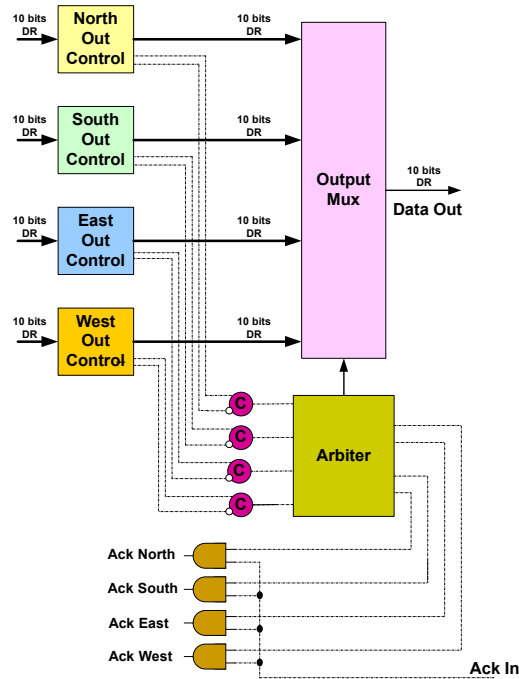 10 bits
DR
North
Out
Control
10 bits
DR
10 bits
DR
South
Out
Control
10 bits
DR
Output
Mux
10 bits
DR
Data Out
10 bits
DR
East
Out
Control
10 bits
DR
10 bits
DR
West
Out
Control
10 bits
DR
C
C
C
C
Arbiter
Ack North
Ack South
Ack East
Ack West
Ack In